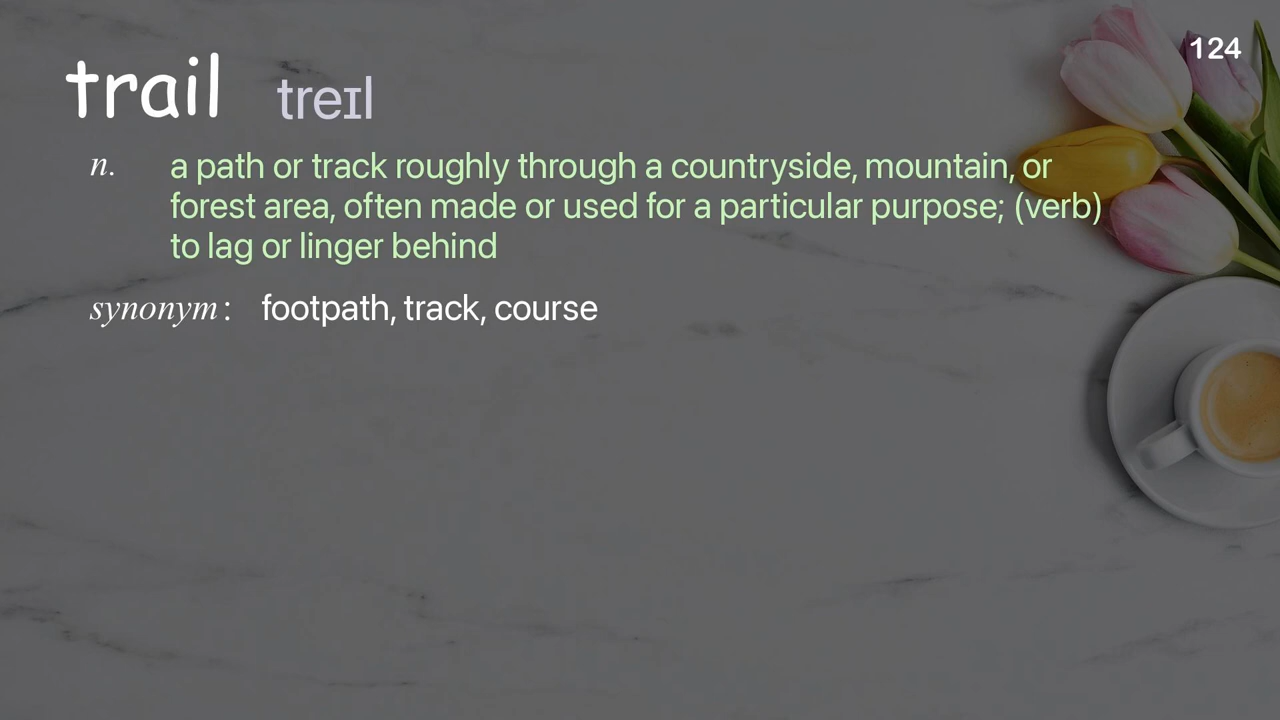 124
trail treɪl
n. a path or track roughly through a countryside, mountain, or
forest area, often made or used for a particular purpose; (verb)
to lag or linger behind
synonym: footpath, track, course